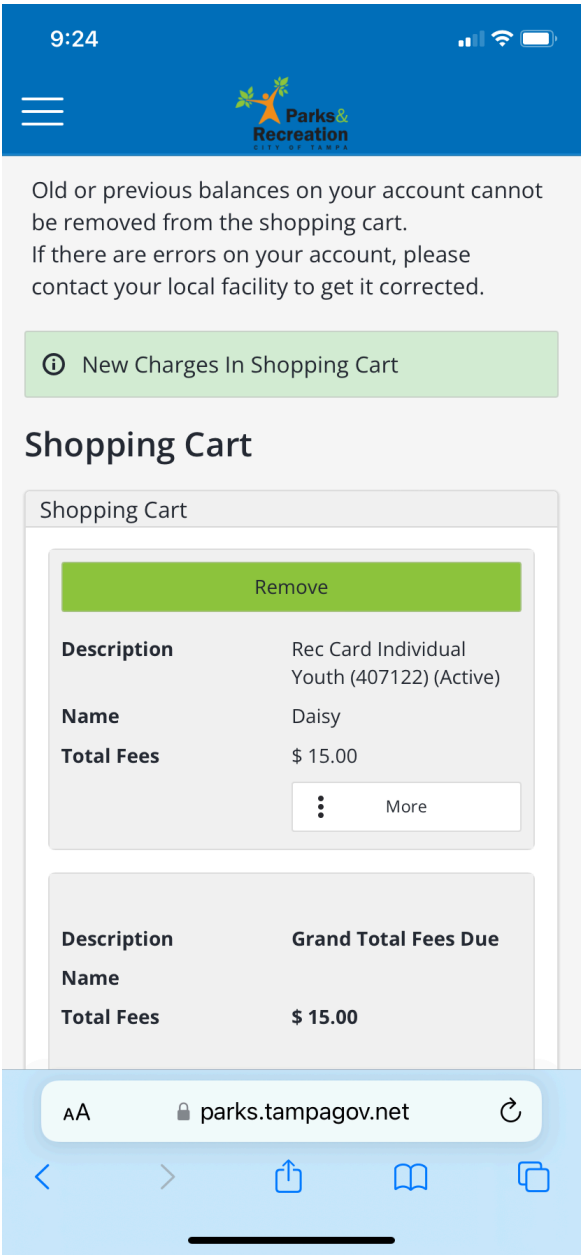 9:24
Parks&
Recreation
CITY OF TAMPA
Old or previous balances on your account cannot
be removed from the shopping cart.
If there are errors on your account, please
contact your local facility to get it corrected.
New Charges In Shopping Cart
Shopping Cart
Shopping Cart
Remove
Description Rec Card Individual
Youth (407122) (Active)
Name Daisy
Total Fees $ 15.00
More
Description Grand Total Fees Due
Name
Total Fees $ 15.00
AA parks.tampagov.net